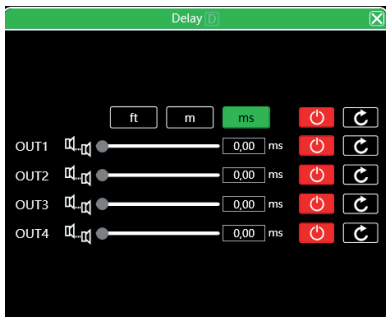 Delay D
ft m ms
OUT1 0,00 ms
OUT2 0,00 ms
OUT3 0,00 ms
OUT4 0,00 ms